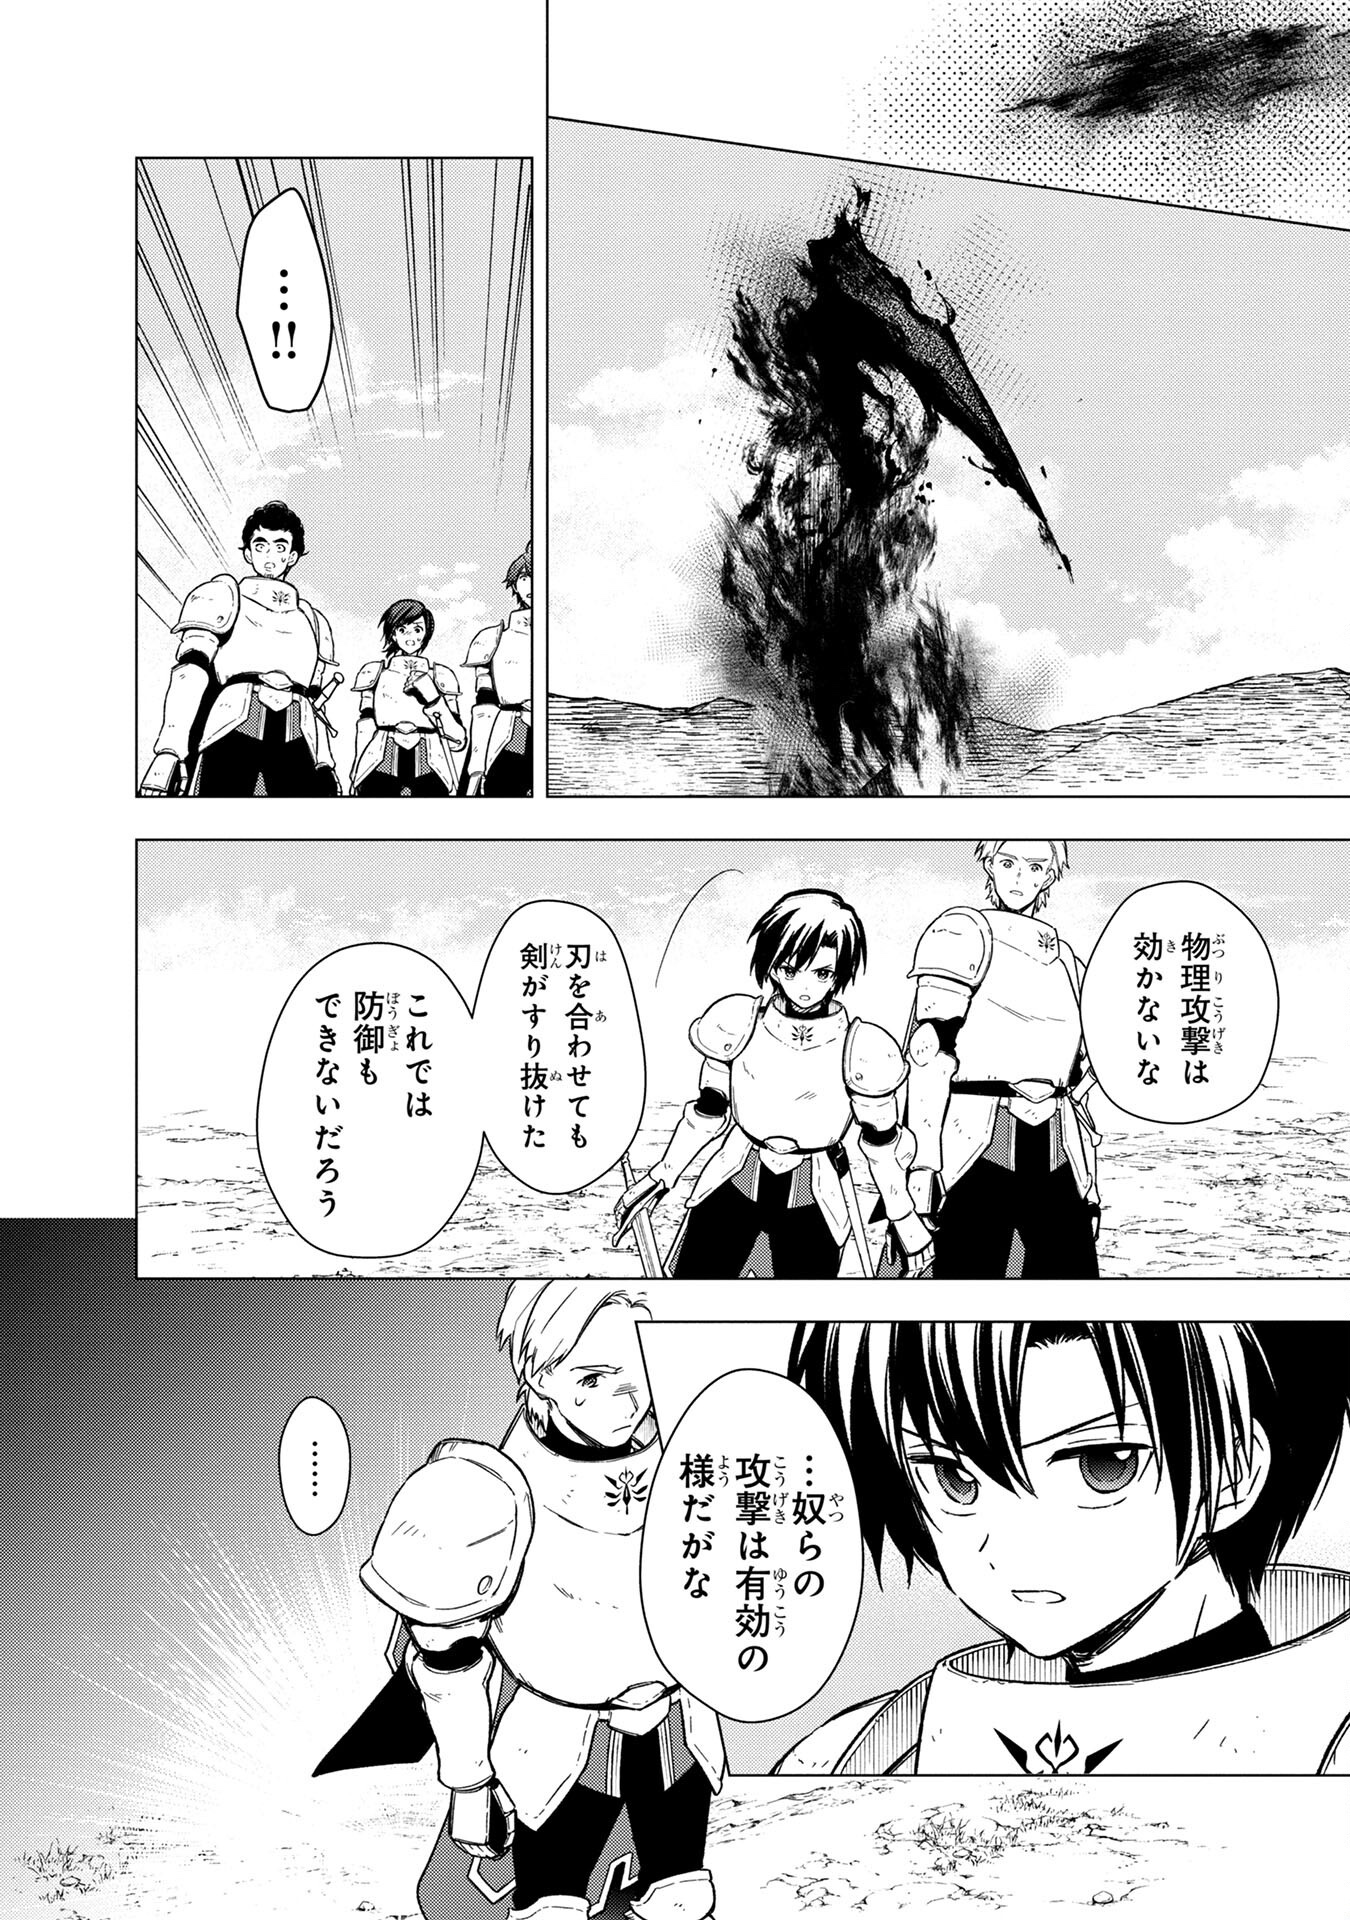 …!!
物理攻撃は
効かないな
刃を合わせても
剣がすり抜けた
これでは
防御も
できないだろう
…奴らの
攻撃は有効の
様だがな
……